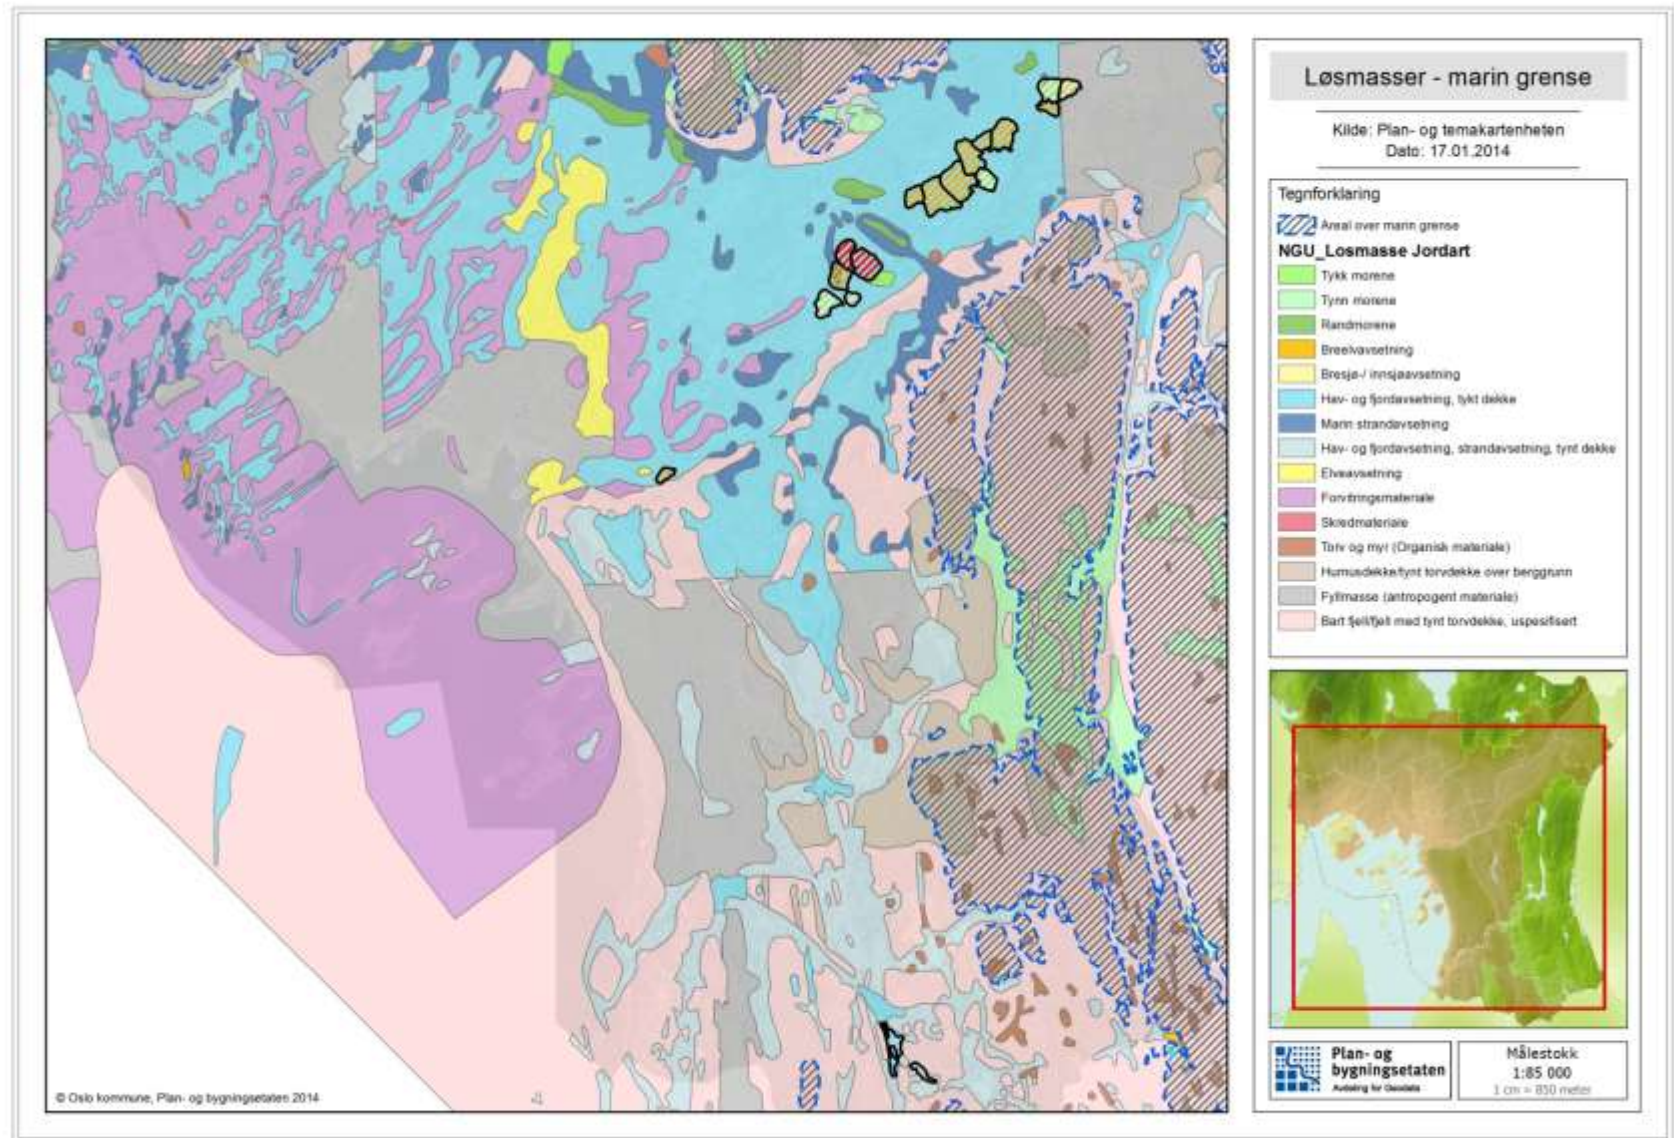 Løsmasser - marin grense
Kilde: Plan- og temakartenheten
Dato: 17.01.2014
Tegnforklaring
Areal over marin grense
NGU_Losmasse Jordart
Tykk morene
Tynn morene
Randmorene
Breelvavsetning
Bresjø-/ innsjøavsetning
Hav- og fjordavsetning, tykt dekke
Marin strandavsetning
Hav- og fjordavsetning, strandavsetning, tynt dekke
Elveavsetning
Forvitringsmateriale
Skredmateriale
Torv og myr (Organisk materiale)
Humusdekke/tynt torvdekke over berggrunn
Fyllmasse (antropogent materiale)
Bart fjell/fjell med tynt torvdekke, uspesifisert
Plan- og
bygningsetaten
Avdeling for Geodata
Målestokk
1:85 000
1 cm = 850 meter
© Oslo kommune, Plan- og bygningsetaten 2014